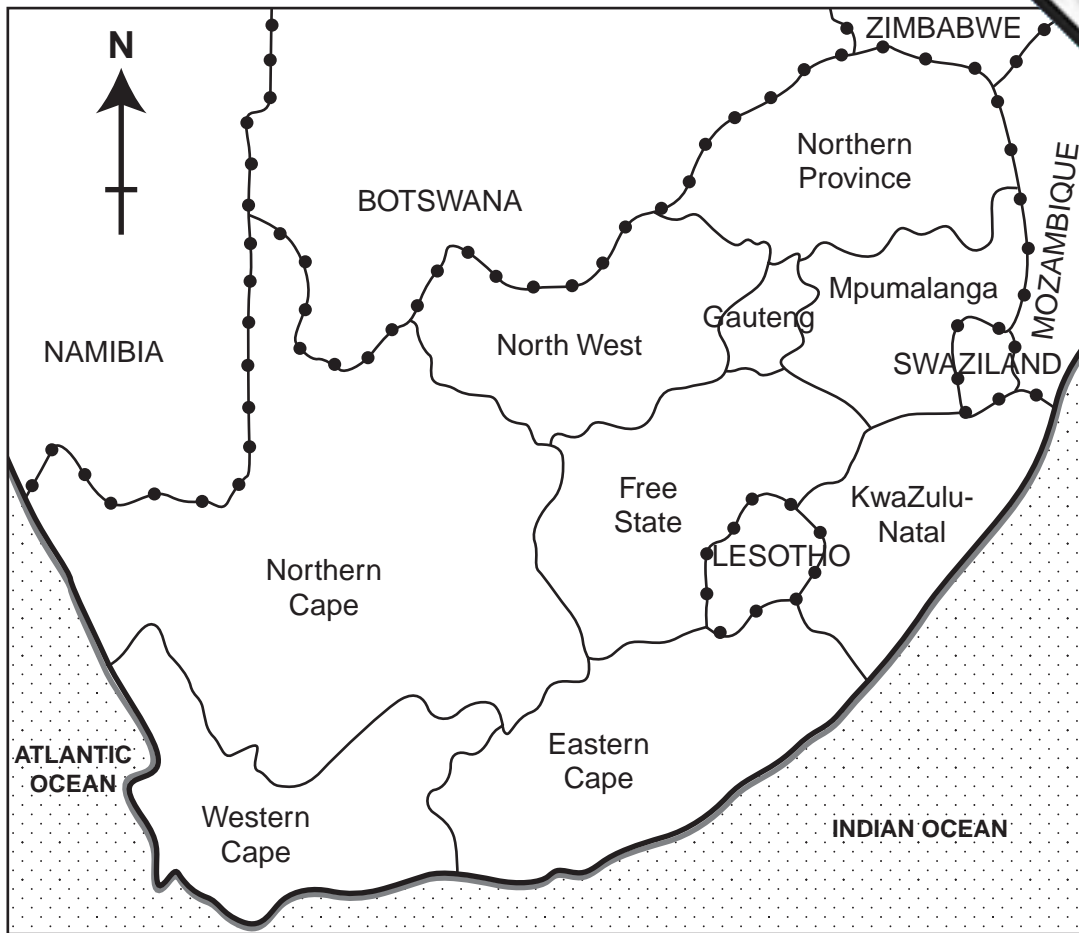 N
ZIMBABWE
Northern
Province
BOTSWANA
MOZAMBIQUE
Mpumalanga
Gauteng
North West
NAMIBIA
SWAZILAND
Free
State
KwaZulu-
Natal
LESOTHO
Northern
Cape
Eastern
Cape
ATLANTIC
OCEAN
Western
Cape
INDIAN OCEAN